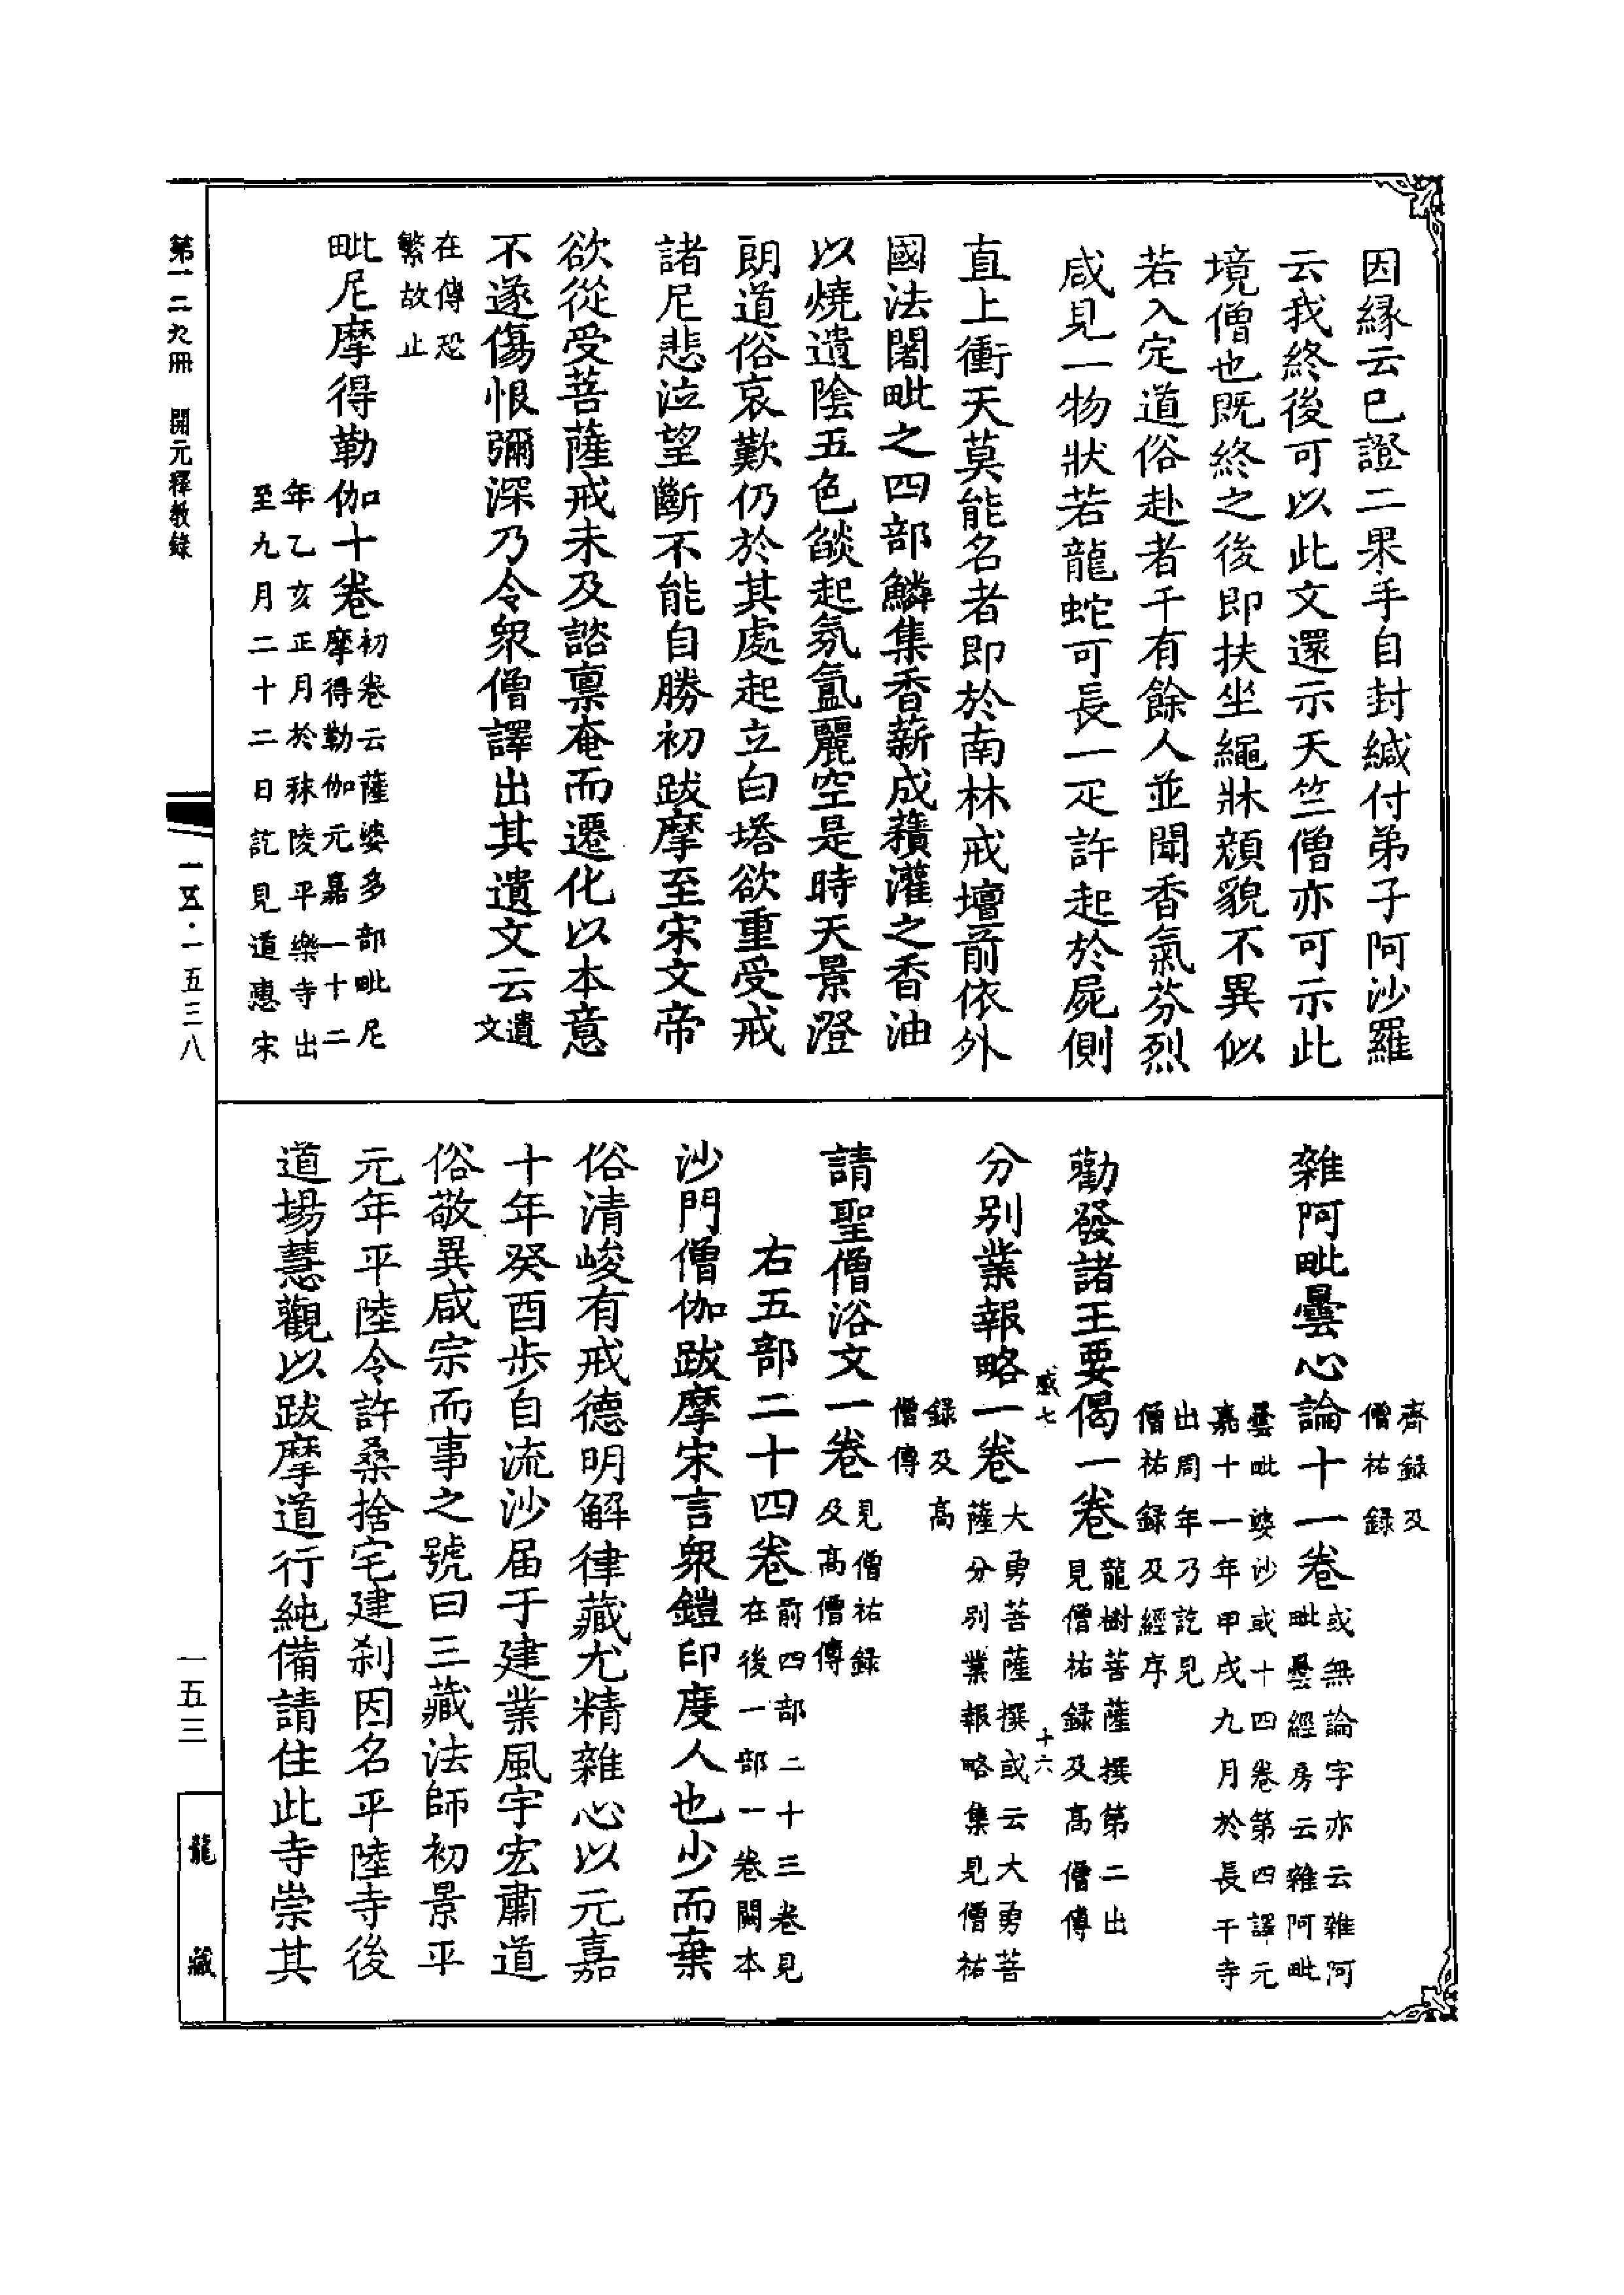 因緣云已證二果手自封緘付弟子阿沙羅
云我終後可以此文還示天竺僧亦可示此
境僧也既終之後即扶坐繩牀顔貌不異似
若入定道俗赴者千有餘人並聞香氣芬烈
咸見一物狀若龍蛇可長一疋許起於屍側
直上衝天莫能名者即於南林戒壇前依外
國法闍毗之四部鱗集香薪成𧂐灌之香油
以燒遺陰五色燄起氛氳麗空是時天景澄
朗道俗哀歎仍於其處起立白塔欲重受戒
諸尼悲泣望斷不能自勝初跋摩至宋文帝
欲從受菩薩戒未及諮禀奄而遷化以本意
不遂傷恨彌深乃令衆僧譯出其遺文云遺文
在傳恐
繁故止
毗尼摩得勒伽十卷初卷云薩婆多部毗尼
摩得勒伽元嘉一十二
年乙亥正月於秣陵平樂寺出
至九月二十二日訖見道惠宋
齊録及
僧祐録
雜阿毗曇心論十一卷或無論字亦云雜阿
毗曇經房云雜阿毗
曇毗婆沙或十四卷第四譯元
嘉十一年甲戌九月於長干寺
出周年乃訖見
僧祐録及經序
勸發諸王要偈一卷龍樹菩薩撰第二出
見僧祐録及高僧傳
感七
十六
分别業報略一卷大勇菩薩撰或云大勇菩
薩分别業報略集見僧祐
録及高
僧傳
請聖僧浴文一卷見僧祐録
及高僧傳
右五部二十四卷前四部二十三卷見
在後一部一卷闕本
沙門僧伽跋摩宋言衆鎧印度人也少而棄
俗清峻有戒德明解律藏尤精雜心以元嘉
十年癸酉步自流沙届于建業風宇宏肅道
俗敬異咸宗而事之號曰三藏法師初景平
元年平陸令許桑捨宅建刹因名平陸寺後
道場慧觀以跋摩道行純備請住此寺崇其
第一二九册 開元釋教錄
一五·一五三八
一五三
龍藏